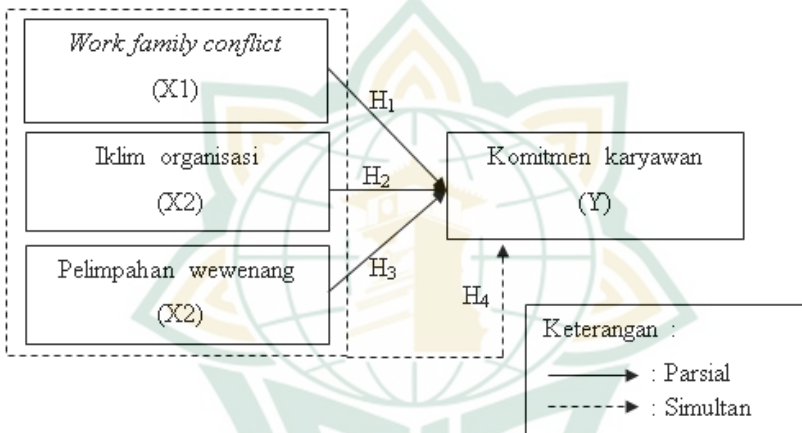 Work family conflict
(X1)
H1
Iklim organisasi
(X2)
H2
Komitmen karyawan
(Y)
Pelimpahan wewenang
(X2)
H3
H4
Keterangan :
: Parsial
: Simultan